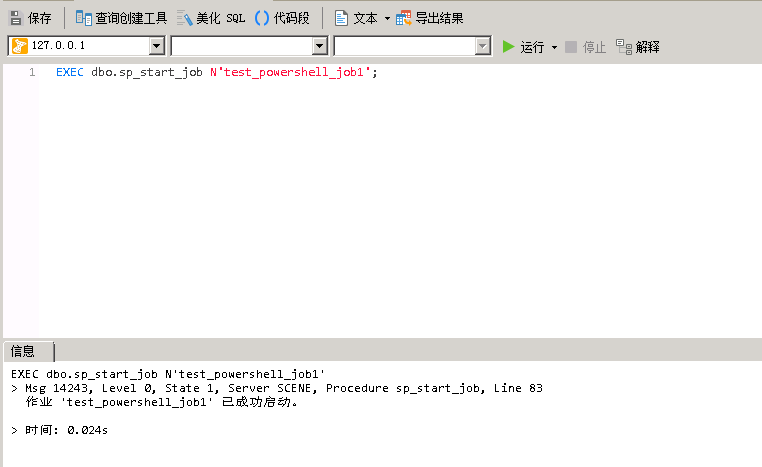 保存 查询创建工具 美化 SQL 代码段 文本 导出结果
127.0.0.1 运行 停止 解释
1 EXEC dbo.sp_start_job N'test_powershell_job1';
信息
EXEC dbo.sp_start_job N'test_powershell_job1'
> Msg 14243, Level 0, State 1, Server SCENE, Procedure sp_start_job, Line 83
作业 'test_powershell_job1' 已成功启动。
> 时间: 0.024s